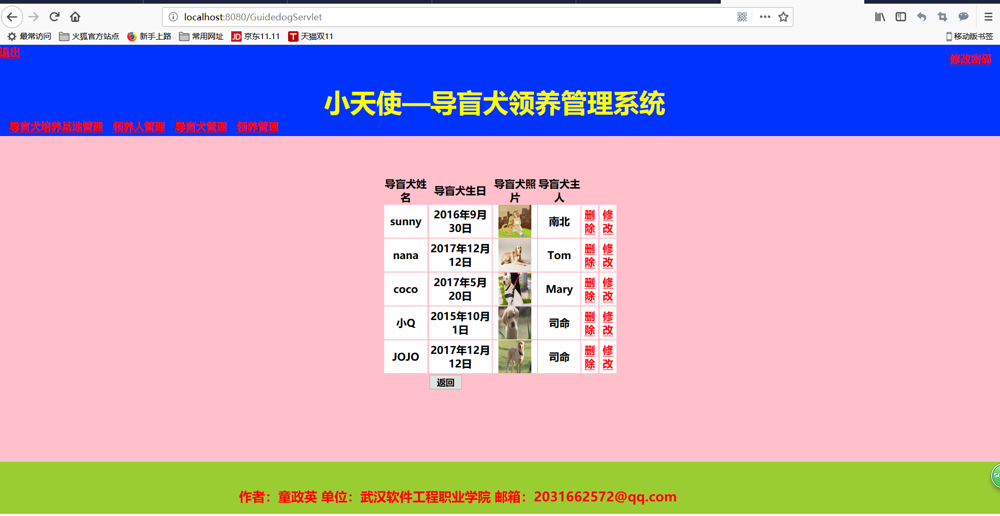 localhost:8080/GuidedogServlet
最常访问 火狐官方站点 新手上路 常用网址 JD 京东11.11 T 天猫双11 移动版书签
退出
修改密码
小天使—导盲犬领养管理系统
导盲犬培养基地管理 领养人管理 导盲犬管理 领养管理
导盲犬姓
名
导盲犬生日
导盲犬照
片
导盲犬主
人
sunny
2016年9月
30日
南北
删
除
修
改
nana
2017年12月
12日
Tom
删
除
修
改
coco
2017年5月
20日
Mary
删
除
修
改
小Q
2015年10月
1日
司命
删
除
修
改
JOJO
2017年12月
12日
司命
删
除
修
改
返回
56
作者：童政英 单位：武汉软件工程职业学院 邮箱：2031662572@qq.com